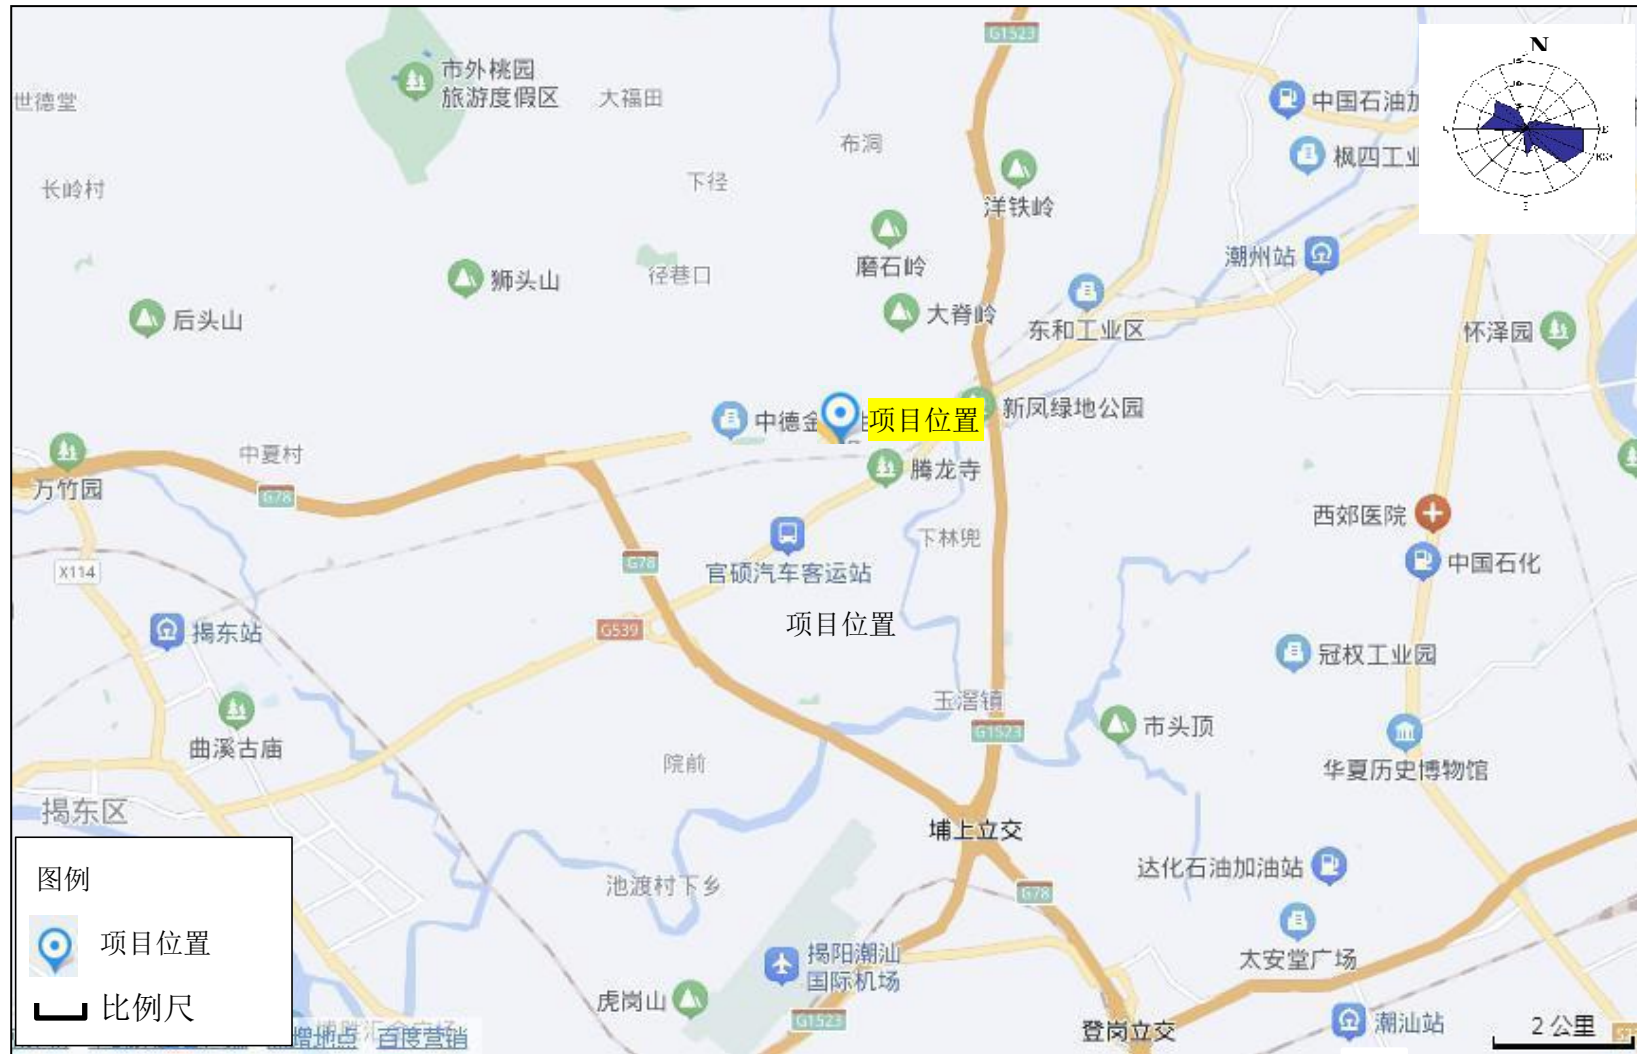 G1523
N
市外桃园
旅游度假区
大福田
世德堂
中国石油加
布洞
枫四工业
长岭村
下径
洋铁岭
潮州站
磨石岭
径巷口
狮头山
后头山
大脊岭
东和工业区
怀泽园
中德金
项目位置
新凤绿地公园
中夏村
腾龙寺
万竹园
G78
西郊医院
下林兜
中国石化
X114
G78
官硕汽车客运站
揭东站
G539
项目位置
冠权工业园
玉滘镇
G1523
市头顶
曲溪古庙
院前
华夏历史博物馆
揭东区
埔上立交
达化石油加油站
图例
池渡村下乡
G78
项目位置
揭阳潮汕
国际机场
太安堂广场
虎岗山
比例尺
G1523
登岗立交
潮汕站
2公里
增地点
百度营销